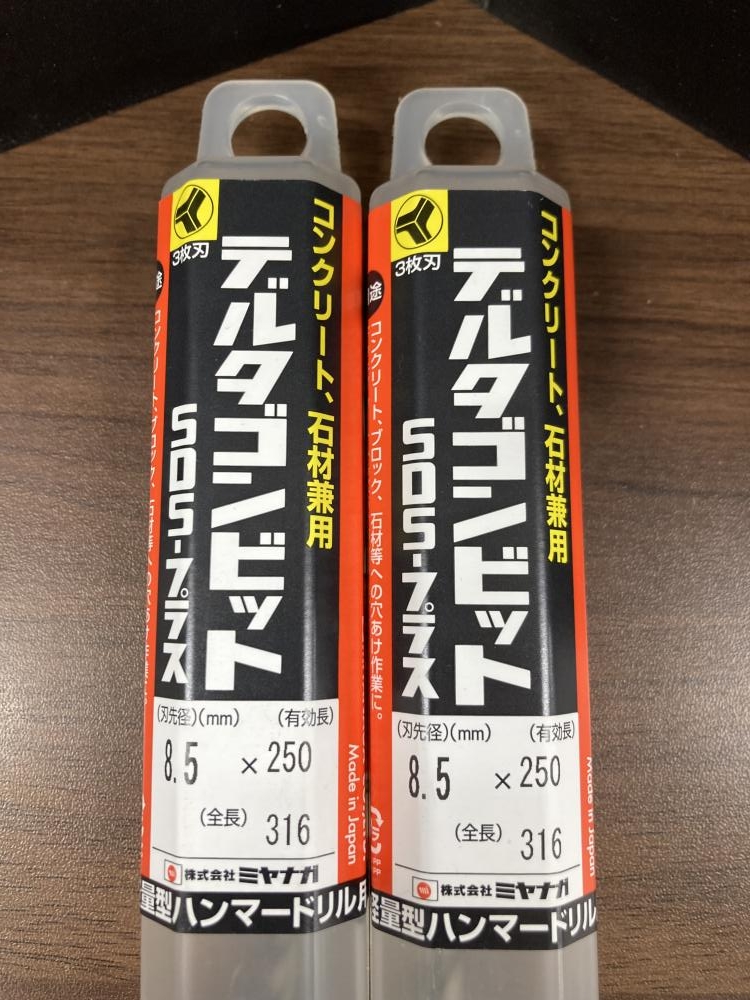 3枚刃
コンクリート、石材兼用
デルタゴンビット
SDS-プラス
(刃先径)(mm) (有効長)
8.5 ×250
(全長) 316
Made in Japan
株式会社 ミヤナガ
量型ハンマードリル用
3枚刃
コンクリート、石材兼用
デルタゴンビット
SDS-プラス
途 コンクリート、ブロック、石材等への穴あけ作業に。
(刃先径)(mm) (有効長)
8.5 ×250
(全長) 316
Made in Japan
PP
PP
株式会社 ミヤナガ
軽量型ハンマードリル